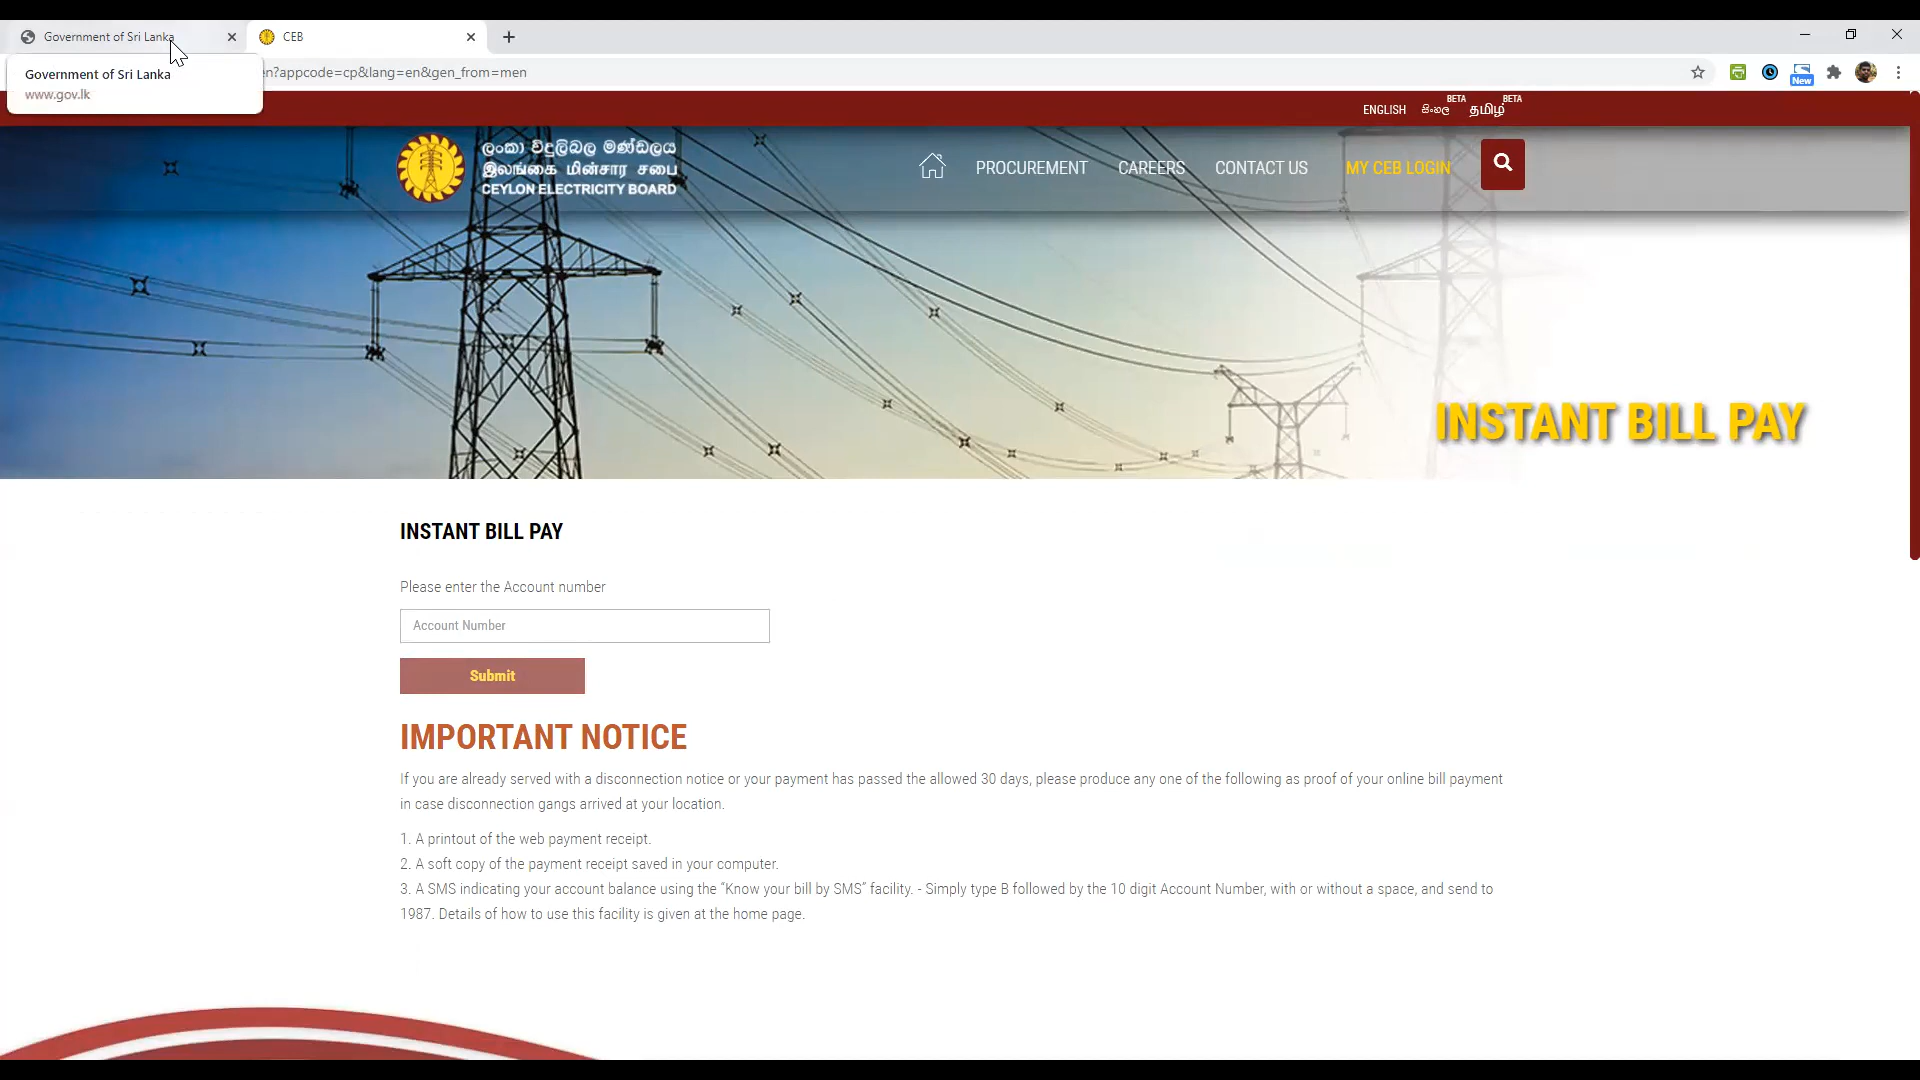 Government of Sri Lanka
CEB
Government of Sri Lanka
www.gov.lk
en?appcode=cp&lang=en&gen_from=men
New
ENGLISH
සිංහල BETA
தமிழ் BETA
ලංකා විදුලිබල මණ්ඩලය
இலங்கை மின்சார சபை
CEYLON ELECTRICITY BOARD
PROCUREMENT
CAREERS
CONTACT US
MY CEB LOGIN
INSTANT BILL PAY
INSTANT BILL PAY
Please enter the Account number
Account Number
Submit
IMPORTANT NOTICE
If you are already served with a disconnection notice or your payment has passed the allowed 30 days, please produce any one of the following as proof of your online bill payment
in case disconnection gangs arrived at your location.
1. A printout of the web payment receipt.
2. A soft copy of the payment receipt saved in your computer.
3. A SMS indicating your account balance using the “Know your bill by SMS” facility. - Simply type B followed by the 10 digit Account Number, with or without a space, and send to
1987. Details of how to use this facility is given at the home page.